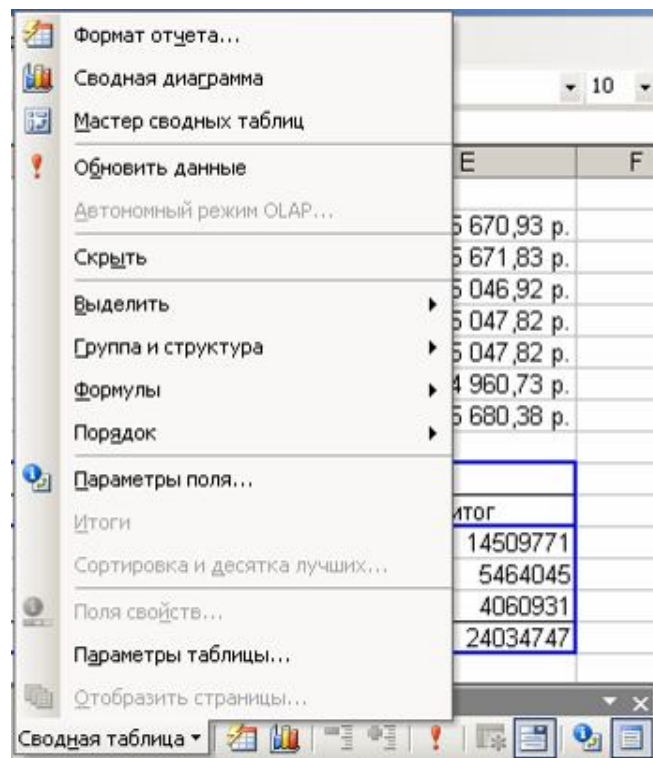 Формат отчета...
Сводная диаграмма
10
Мастер сводных таблиц
Обновить данные
E F
Автономный режим OLAP...
5 670,93 р.
Скрыть
5 671,83 р.
5 046,92 р.
Выделить
5 047,82 р.
Группа и структура
5 047,82 р.
Формулы
4 960,73 р.
5 680,38 р.
Порядок
Параметры поля...
итог
Итоги
14509771
Сортировка и десятка лучших...
5464045
Поля свойств...
4060931
24034747
Параметры таблицы...
Отобразить страницы...
Сводная таблица